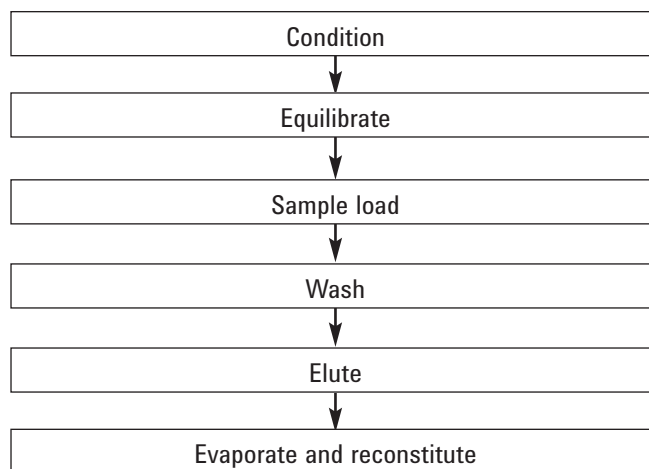 Condition
Equilibrate
Sample load
Wash
Elute
Evaporate and reconstitute